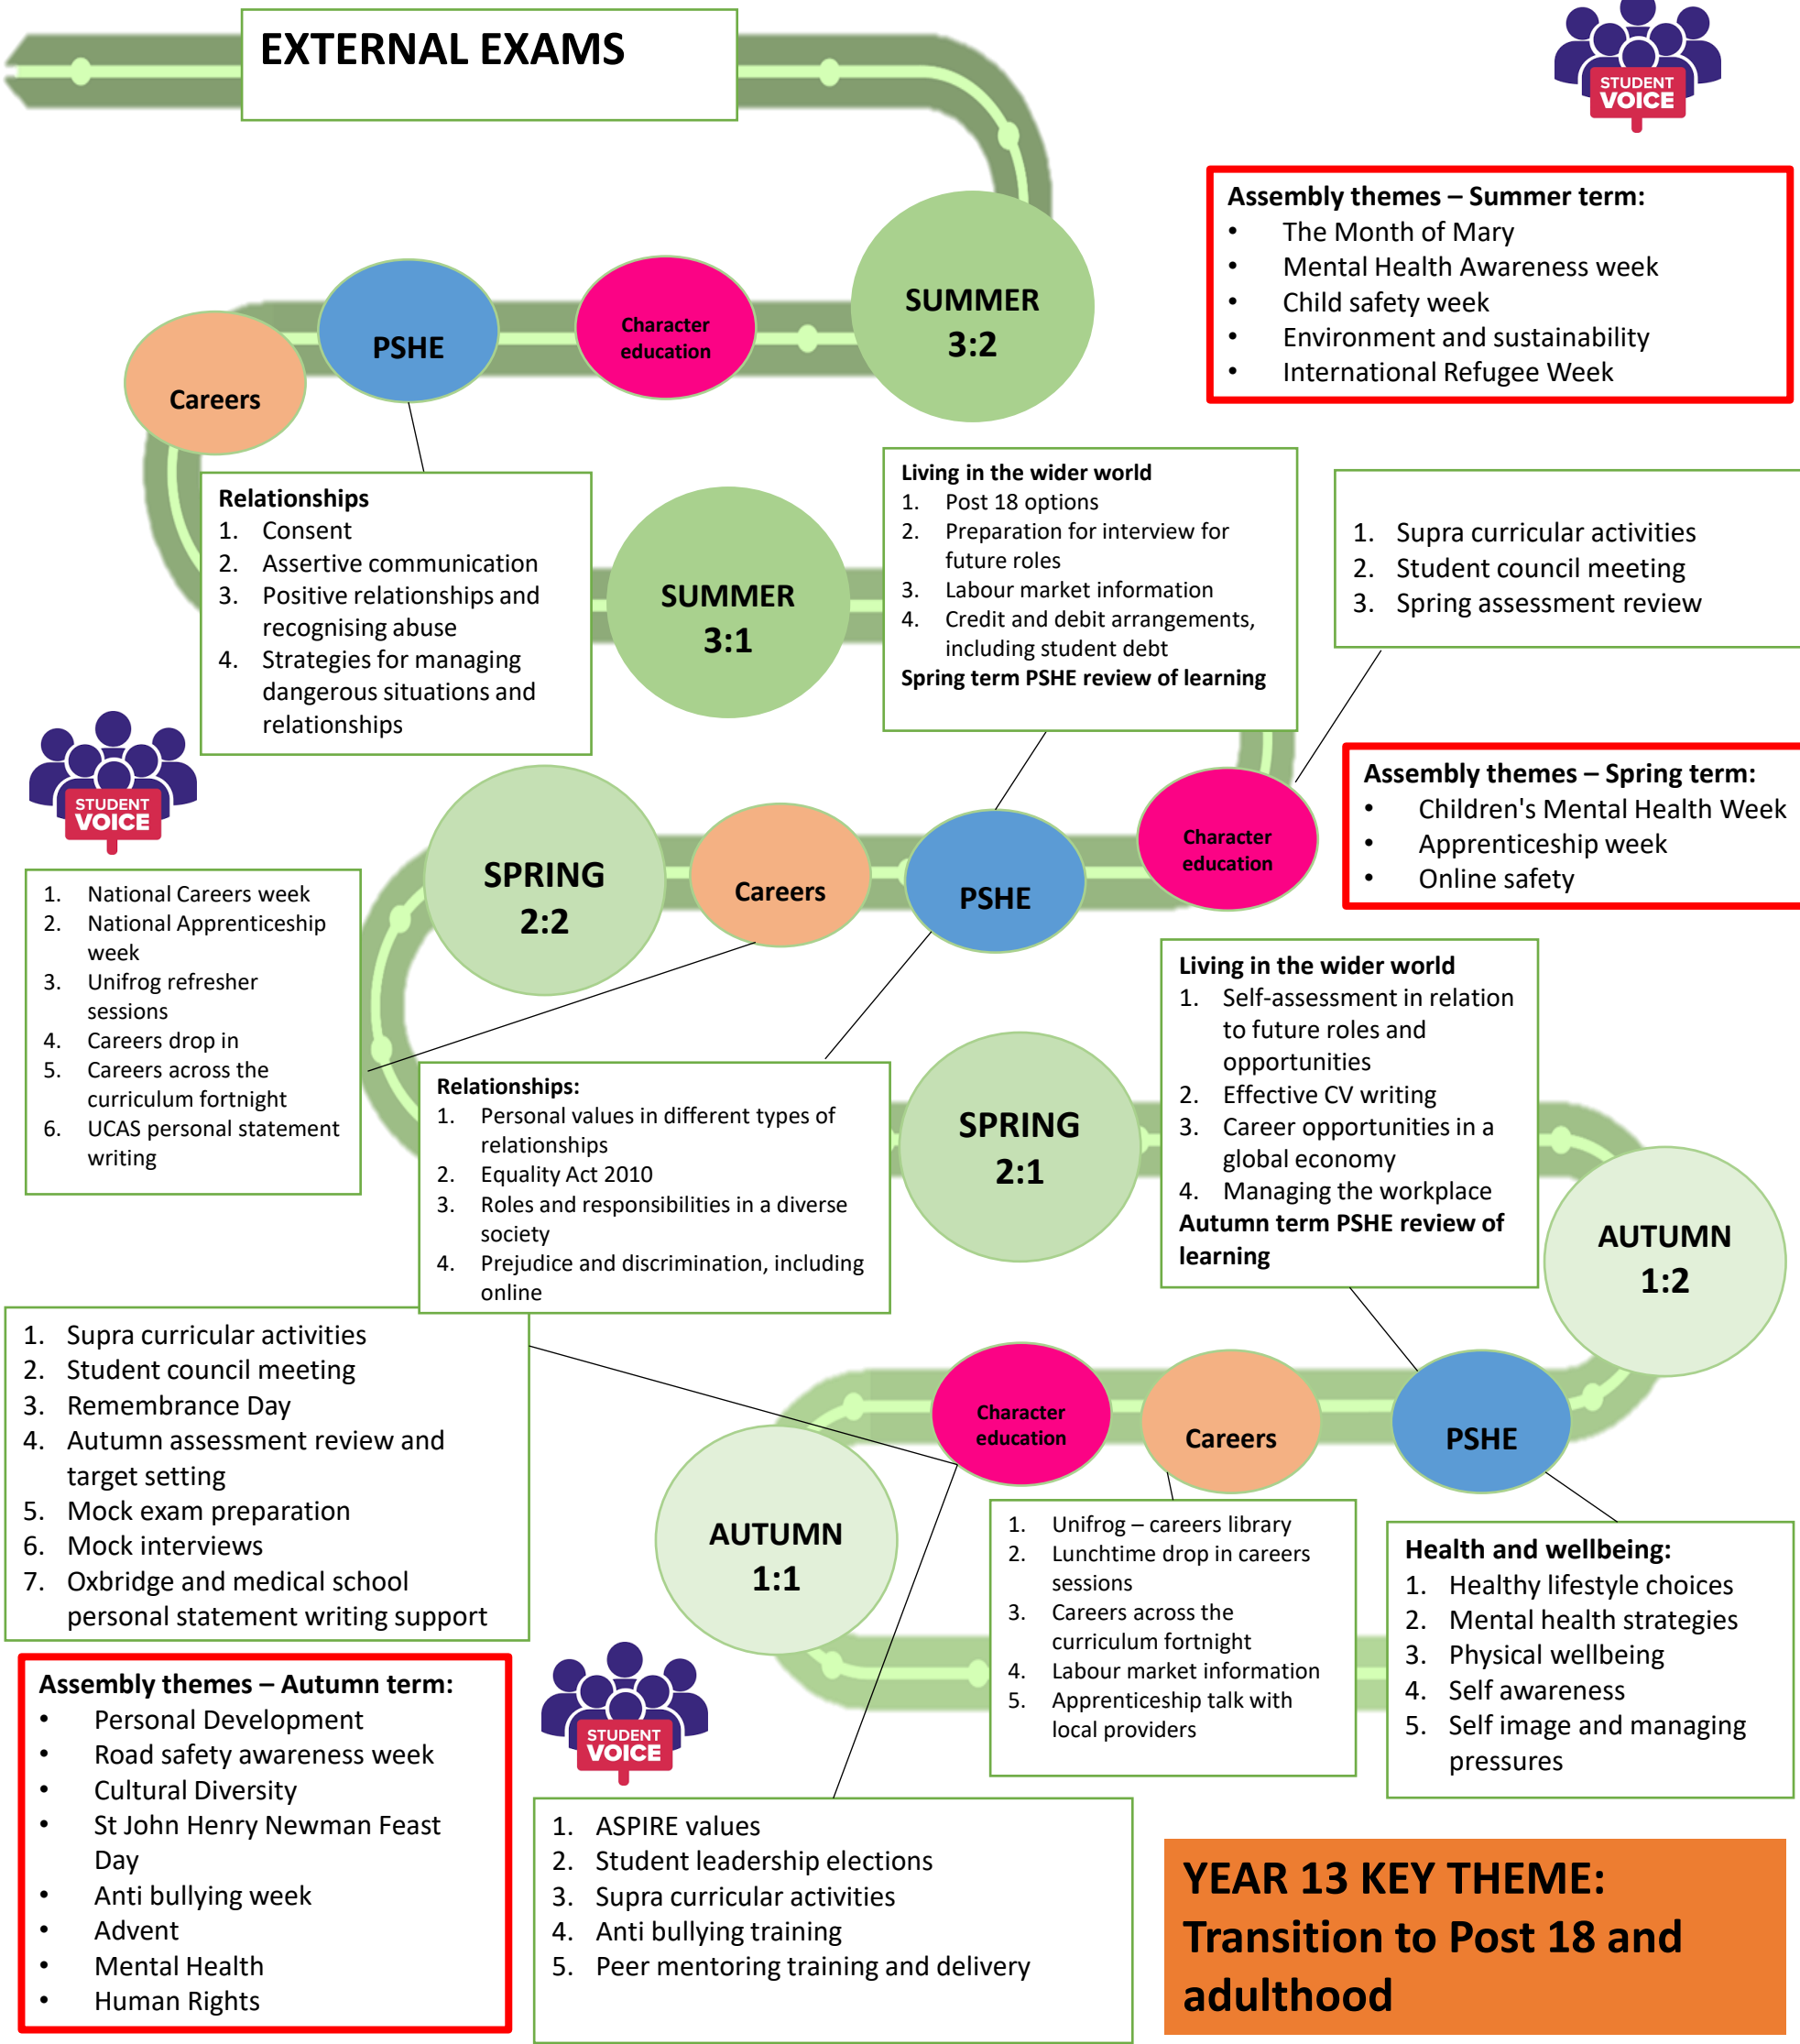 EXTERNAL EXAMS
STUDENT
VOICE
Assembly themes – Summer term:
• The Month of Mary
• Mental Health Awareness week
• Child safety week
• Environment and sustainability
• International Refugee Week
SUMMER
3:2
Character
education
PSHE
Careers
Relationships
1. Consent
2. Assertive communication
3. Positive relationships and
recognising abuse
4. Strategies for managing
dangerous situations and
relationships
SUMMER
3:1
Living in the wider world
1. Post 18 options
2. Preparation for interview for
future roles
3. Labour market information
4. Credit and debit arrangements,
including student debt
Spring term PSHE review of learning
1. Supra curricular activities
2. Student council meeting
3. Spring assessment review
STUDENT
VOICE
Assembly themes – Spring term:
• Children's Mental Health Week
• Apprenticeship week
• Online safety
SPRING
2:2
Careers
PSHE
Character
education
1. National Careers week
2. National Apprenticeship
week
3. Unifrog refresher
sessions
4. Careers drop in
5. Careers across the
curriculum fortnight
6. UCAS personal statement
writing
Relationships:
1. Personal values in different types of
relationships
2. Equality Act 2010
3. Roles and responsibilities in a diverse
society
4. Prejudice and discrimination, including
online
SPRING
2:1
Living in the wider world
1. Self-assessment in relation
to future roles and
opportunities
2. Effective CV writing
3. Career opportunities in a
global economy
4. Managing the workplace
Autumn term PSHE review of
learning
AUTUMN
1:2
1. Supra curricular activities
2. Student council meeting
3. Remembrance Day
4. Autumn assessment review and
target setting
5. Mock exam preparation
6. Mock interviews
7. Oxbridge and medical school
personal statement writing support
Character
education
Careers
PSHE
AUTUMN
1:1
1. Unifrog – careers library
2. Lunchtime drop in careers
sessions
3. Careers across the
curriculum fortnight
4. Labour market information
5. Apprenticeship talk with
local providers
Health and wellbeing:
1. Healthy lifestyle choices
2. Mental health strategies
3. Physical wellbeing
4. Self awareness
5. Self image and managing
pressures
Assembly themes – Autumn term:
• Personal Development
• Road safety awareness week
• Cultural Diversity
• St John Henry Newman Feast
Day
• Anti bullying week
• Advent
• Mental Health
• Human Rights
STUDENT
VOICE
1. ASPIRE values
2. Student leadership elections
3. Supra curricular activities
4. Anti bullying training
5. Peer mentoring training and delivery
YEAR 13 KEY THEME:
Transition to Post 18 and
adulthood